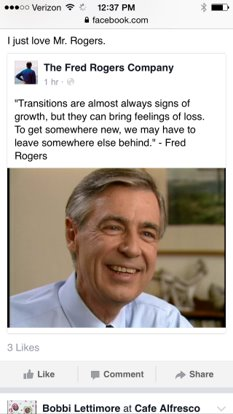 Verizon 12:37 PM
facebook.com
I just love Mr. Rogers.
The Fred Rogers Company
1 hr ·
"Transitions are almost always signs of
growth, but they can bring feelings of loss.
To get somewhere new, we may have to
leave somewhere else behind." - Fred
Rogers
3 Likes
Like Comment Share
Bobbi Lettimore at Cafe Alfresco